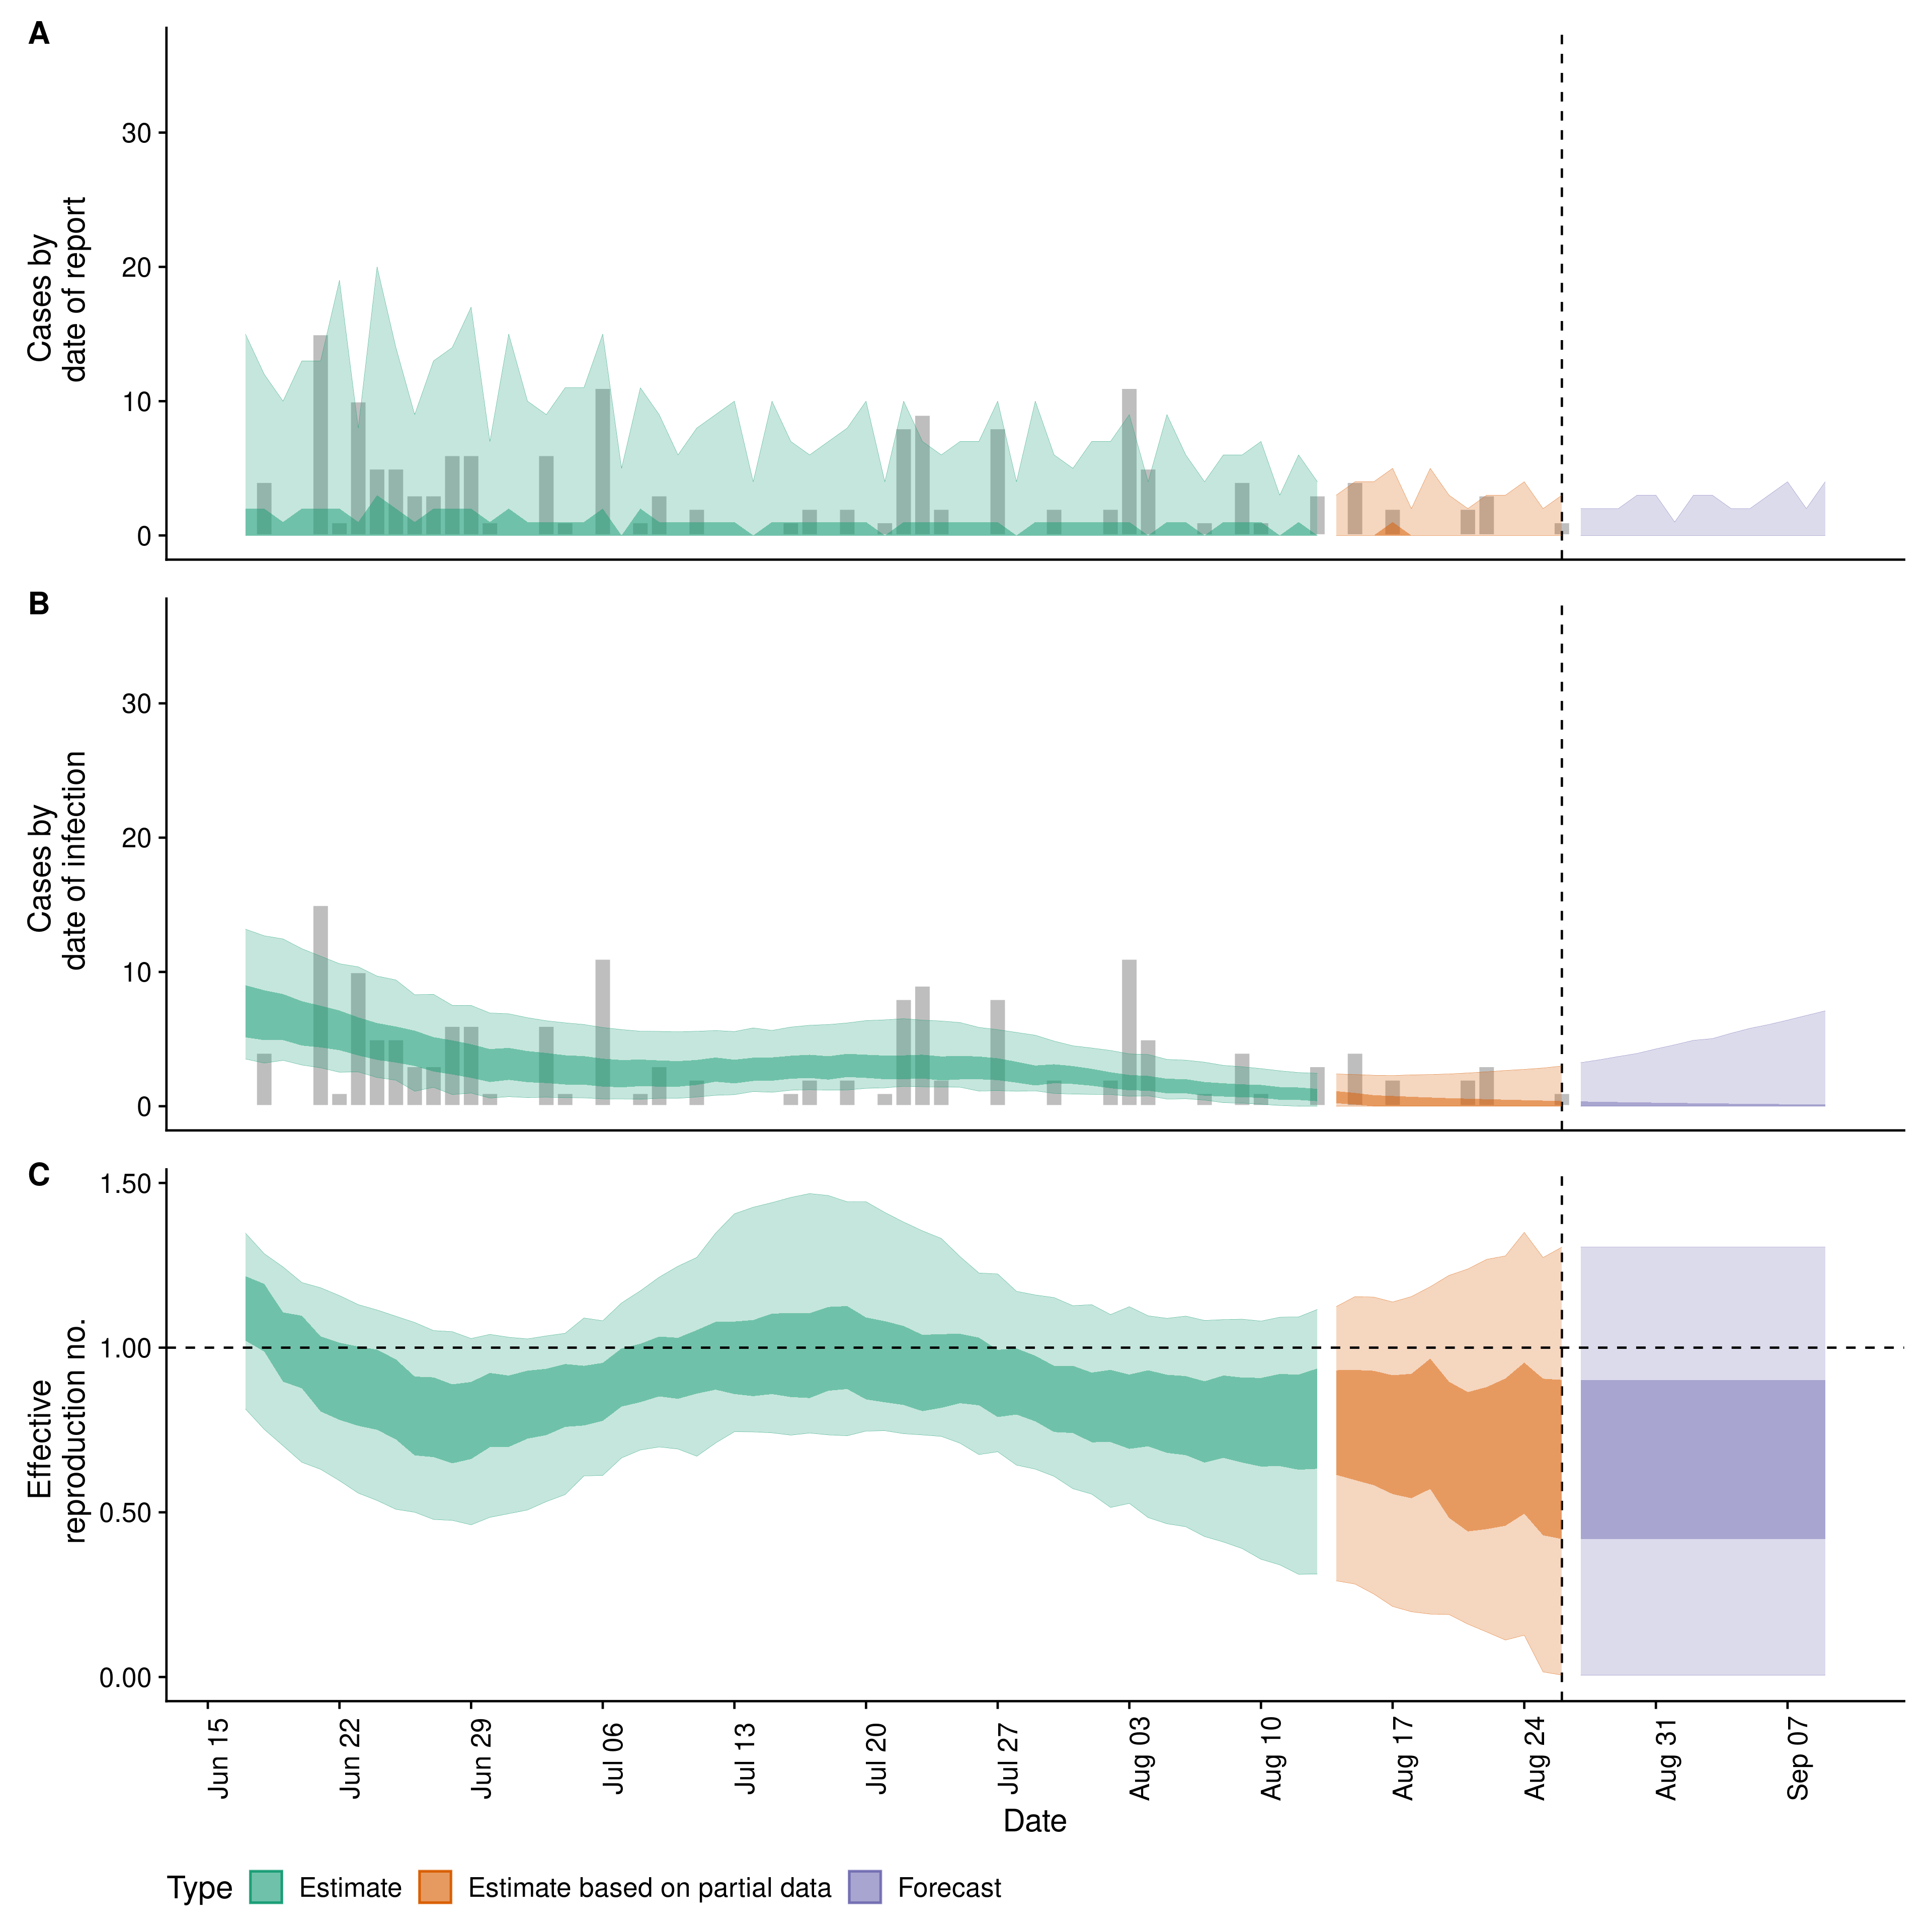 A
Cases by
date of report
30
20
10
0
B
Cases by
date of infection
30
20
10
0
C
Effective
reproduction no.
1.50
1.00
0.50
0.00
Jun 15
Jun 22
Jun 29
Jul 06
Jul 13
Jul 20
Jul 27
Aug 03
Aug 10
Aug 17
Aug 24
Aug 31
Sep 07
Date
Type Estimate Estimate based on partial data Forecast